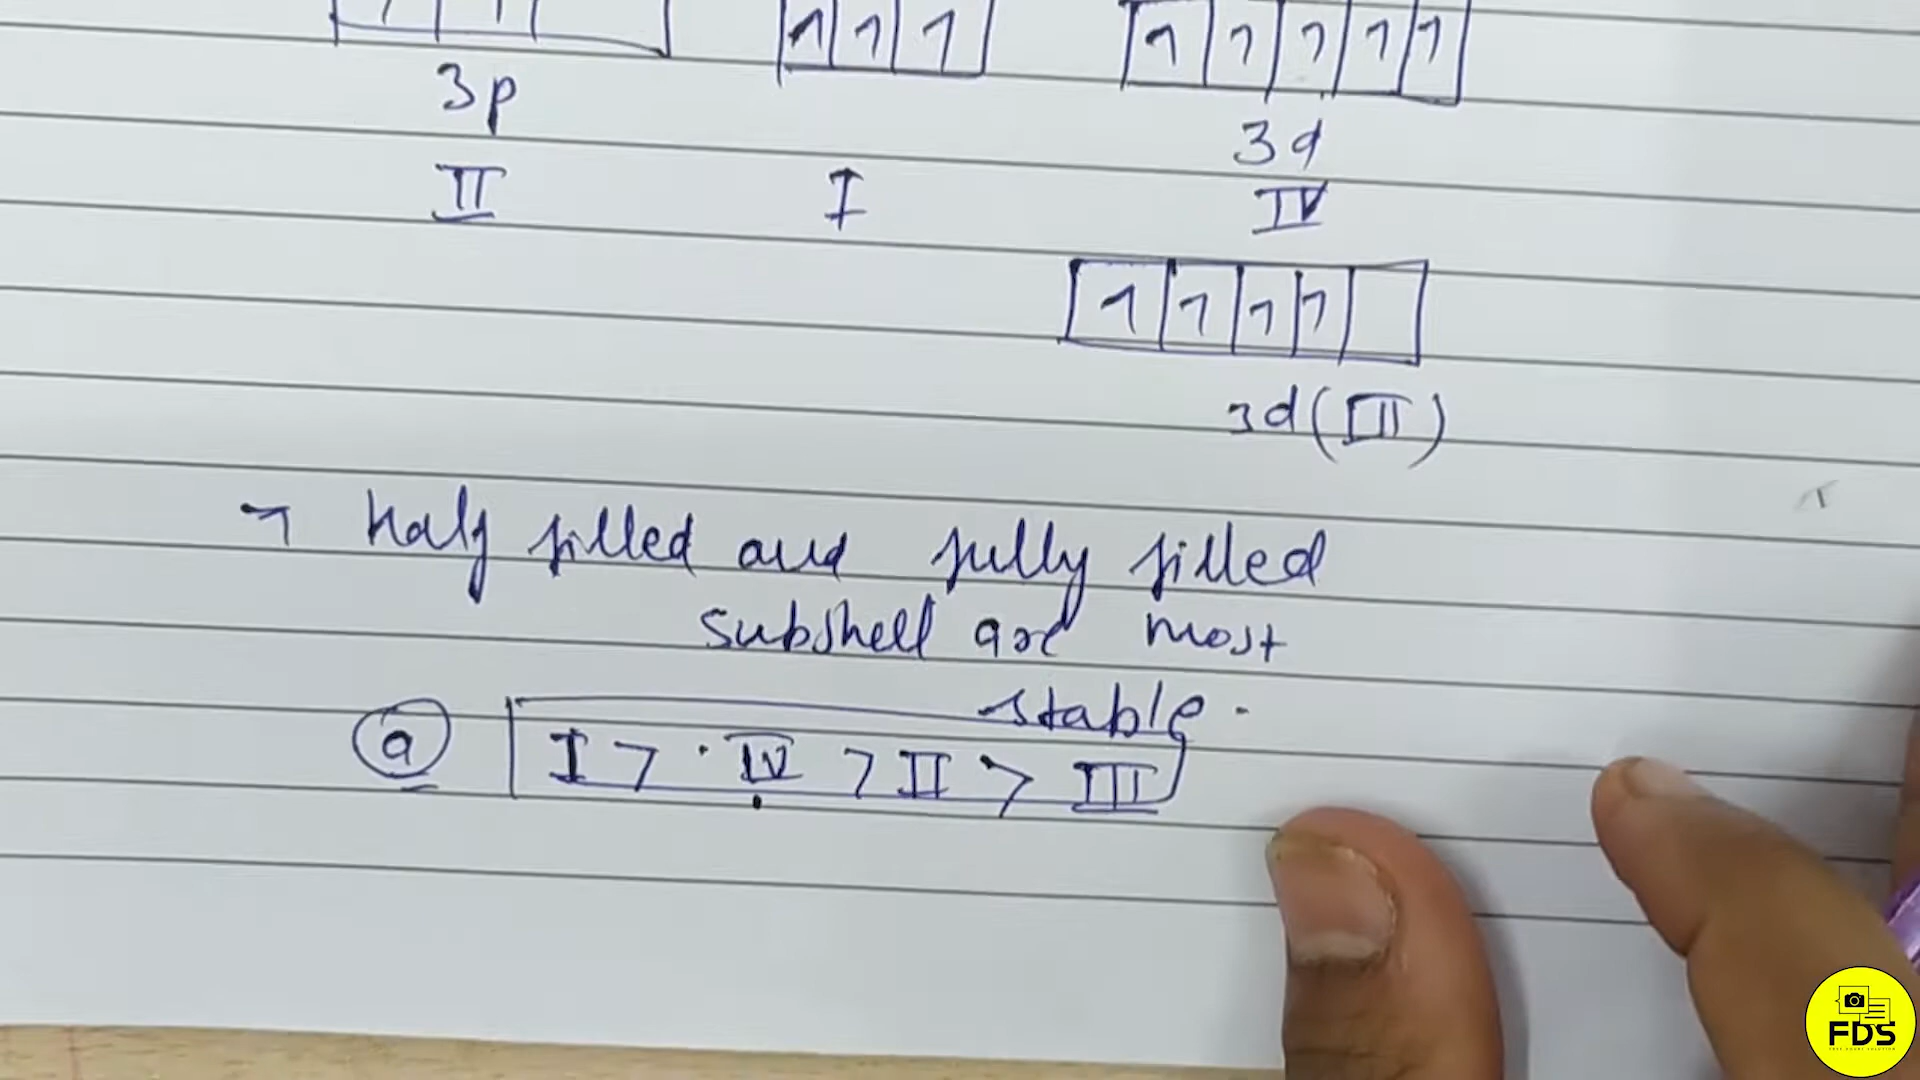 3p
3d
II I IV
3d (III)
→ Half filled and fully filled
subshell are most
stable.
(a) I > IV > II > III
FDS